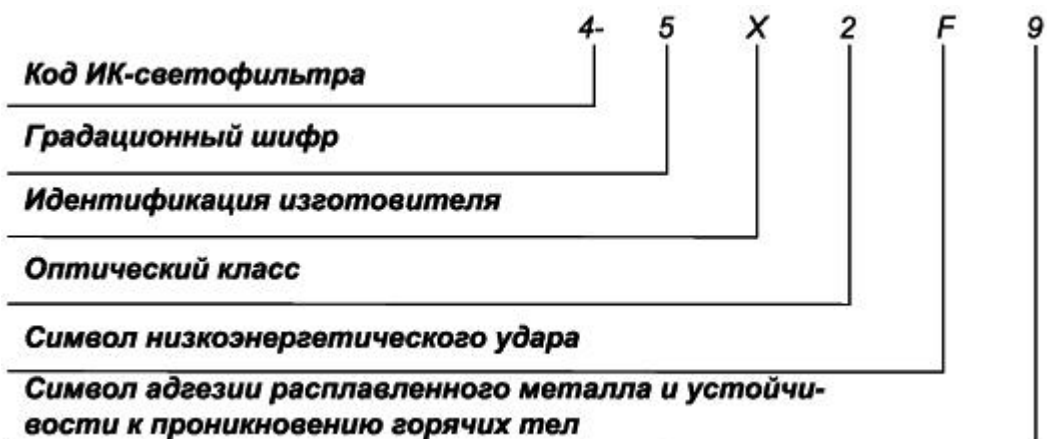 4- 5 X 2 F 9
Код ИК-светофильтра
Градационный шифр
Идентификация изготовителя
Оптический класс
Символ низкоэнергетического удара
Символ адгезии расплавленного металла и устойчи-
вости к проникновению горячих тел